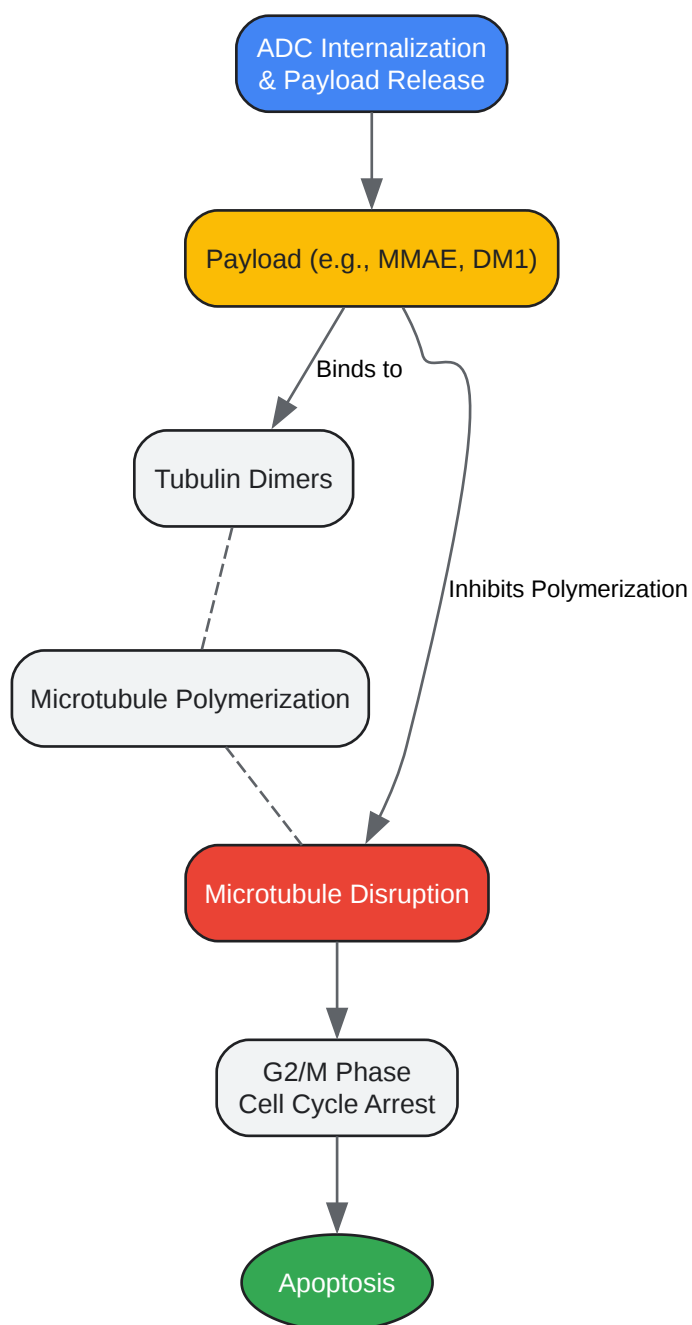 ADC Internalization
& Payload Release
Payload (e.g., MMAE, DM1)
Binds to
Tubulin Dimers
Inhibits Polymerization
Microtubule Polymerization
Microtubule Disruption
G2/M Phase
Cell Cycle Arrest
Apoptosis